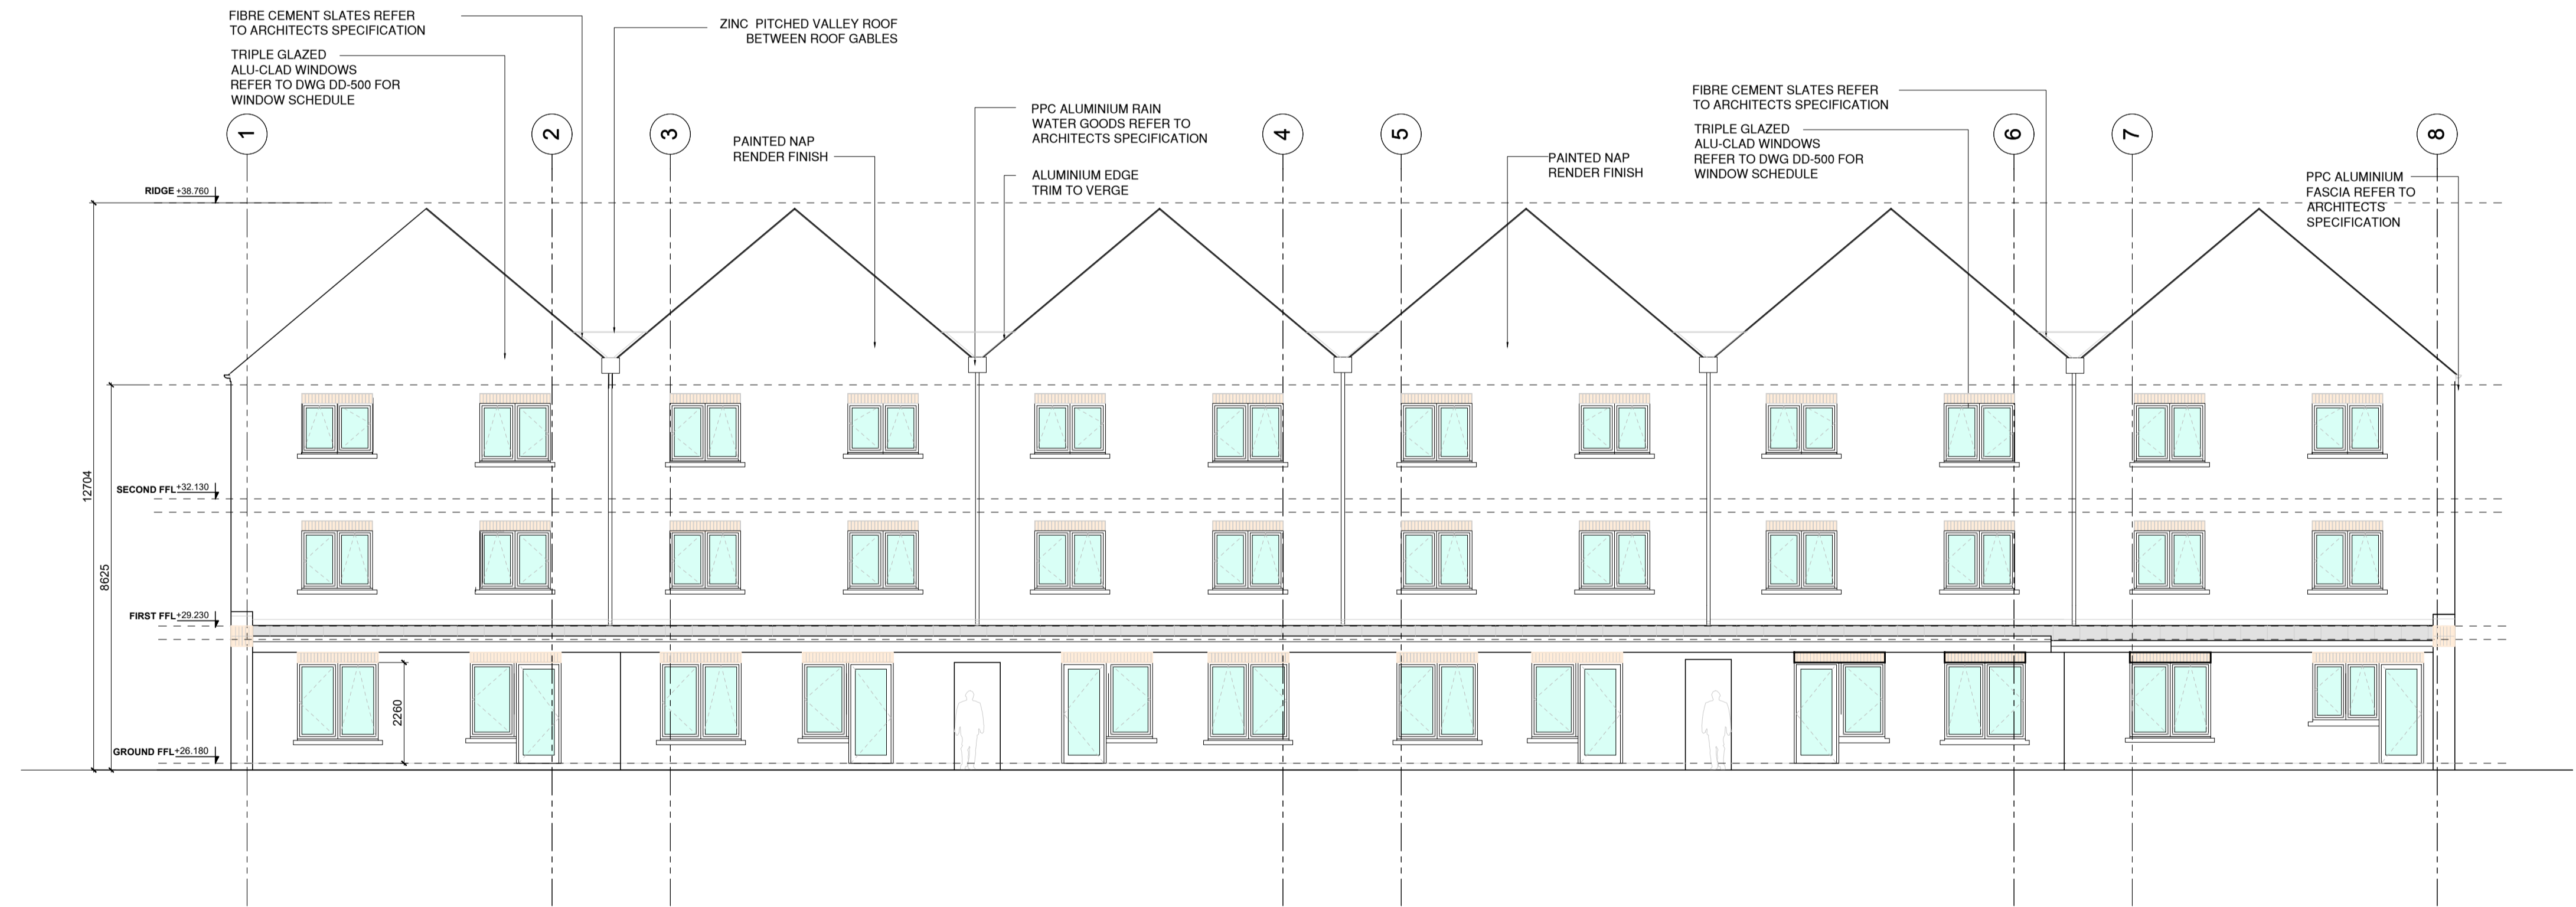 FIBRE CEMENT SLATES REFER
TO ARCHITECTS SPECIFICATION
TRIPLE GLAZED
ALU-CLAD WINDOWS
REFER TO DWG DD-500 FOR
WINDOW SCHEDULE
ZINC PITCHED VALLEY ROOF
BETWEEN ROOF GABLES
PAINTED NAP
RENDER FINISH
PPC ALUMINIUM RAIN
WATER GOODS REFER TO
ARCHITECTS SPECIFICATION
ALUMINIUM EDGE
TRIM TO VERGE
PAINTED NAP
RENDER FINISH
FIBRE CEMENT SLATES REFER
TO ARCHITECTS SPECIFICATION
TRIPLE GLAZED
ALU-CLAD WINDOWS
REFER TO DWG DD-500 FOR
WINDOW SCHEDULE
PPC ALUMINIUM
FASCIA REFER TO
ARCHITECTS
SPECIFICATION
1
2
3
4
5
6
7
8
RIDGE +38.760
SECOND FFL +32.130
FIRST FFL +29.230
GROUND FFL +26.180
12704
8625
2260